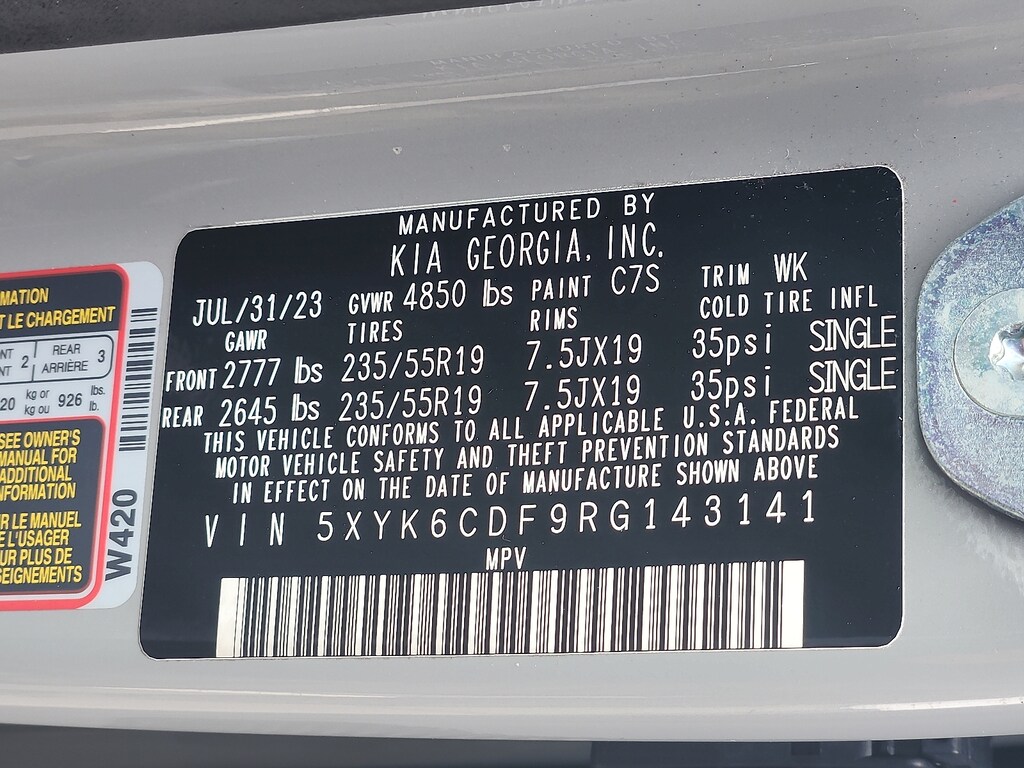 MANUFACTURED BY
KIA GEORGIA, INC.
JUL/31/23 GVWR 4850 lbs PAINT C7S TRIM WK
GAWR TIRES RIMS COLD TIRE INFL
FRONT 2777 lbs 235/55R19 7.5JX19 35psi SINGLE
REAR 2645 lbs 235/55R19 7.5JX19 35psi SINGLE
THIS VEHICLE CONFORMS TO ALL APPLICABLE U.S.A. FEDERAL
MOTOR VEHICLE SAFETY AND THEFT PREVENTION STANDARDS
IN EFFECT ON THE DATE OF MANUFACTURE SHOWN ABOVE
VIN 5XYK6CDF9RG143141
MPV
MATION
T LE CHARGEMENT
NT 2 REAR 3
NT ARRIÈRE
20 kg or 926 lbs.
kg ou lb.
SEE OWNER'S
MANUAL FOR
ADDITIONAL
NFORMATION
R LE MANUEL
E L'USAGER
UR PLUS DE
SEIGNEMENTS
W420